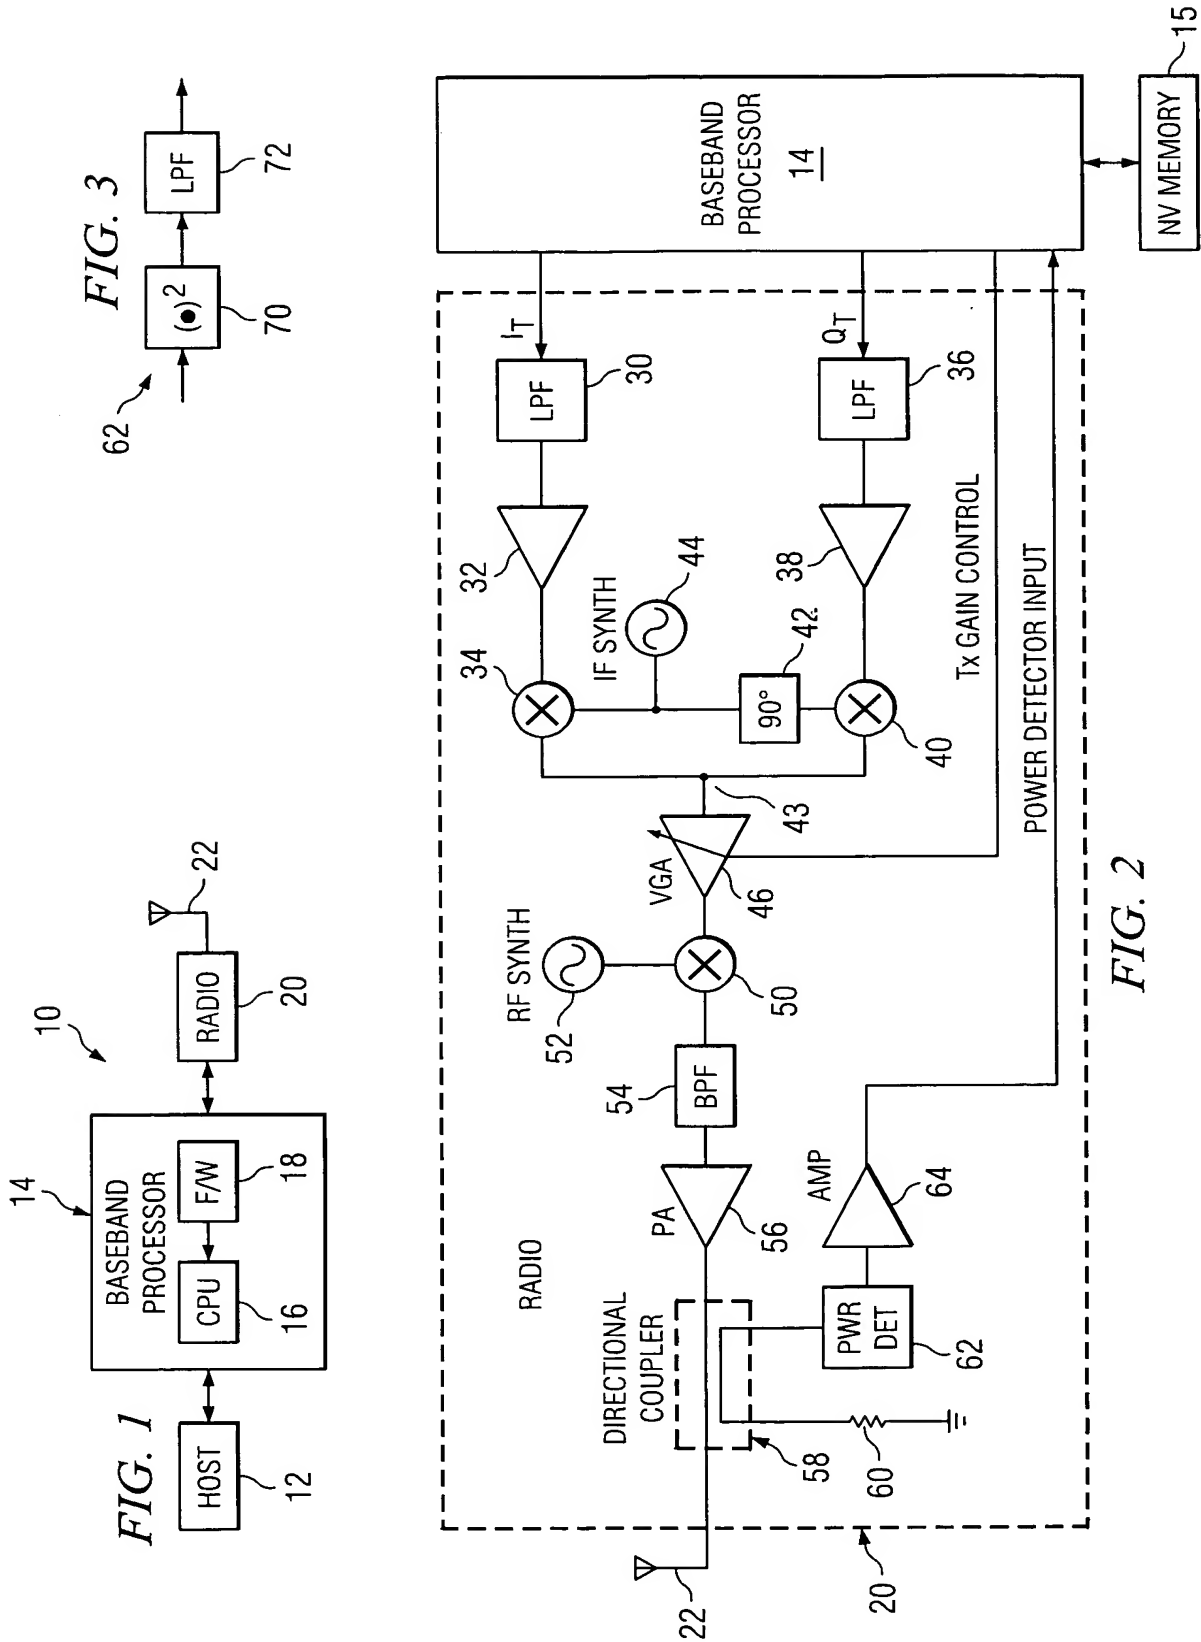 FIG. 1
10
HOST
12
14
BASEBAND
PROCESSOR
CPU
16
F/W
18
RADIO
20
22
FIG. 3
62
(●)²
70
LPF
72
FIG. 2
22
20
RADIO
DIRECTIONAL
COUPLER
58
60
PWR
DET
62
AMP
64
PA
56
54
BPF
RF SYNTH
52
50
VGA
46
43
34
IF SYNTH
44
90°
42
40
32
38
LPF
30
LPF
36
I_T
Q_T
Tx GAIN CONTROL
POWER DETECTOR INPUT
BASEBAND
PROCESSOR
14
NV MEMORY
15